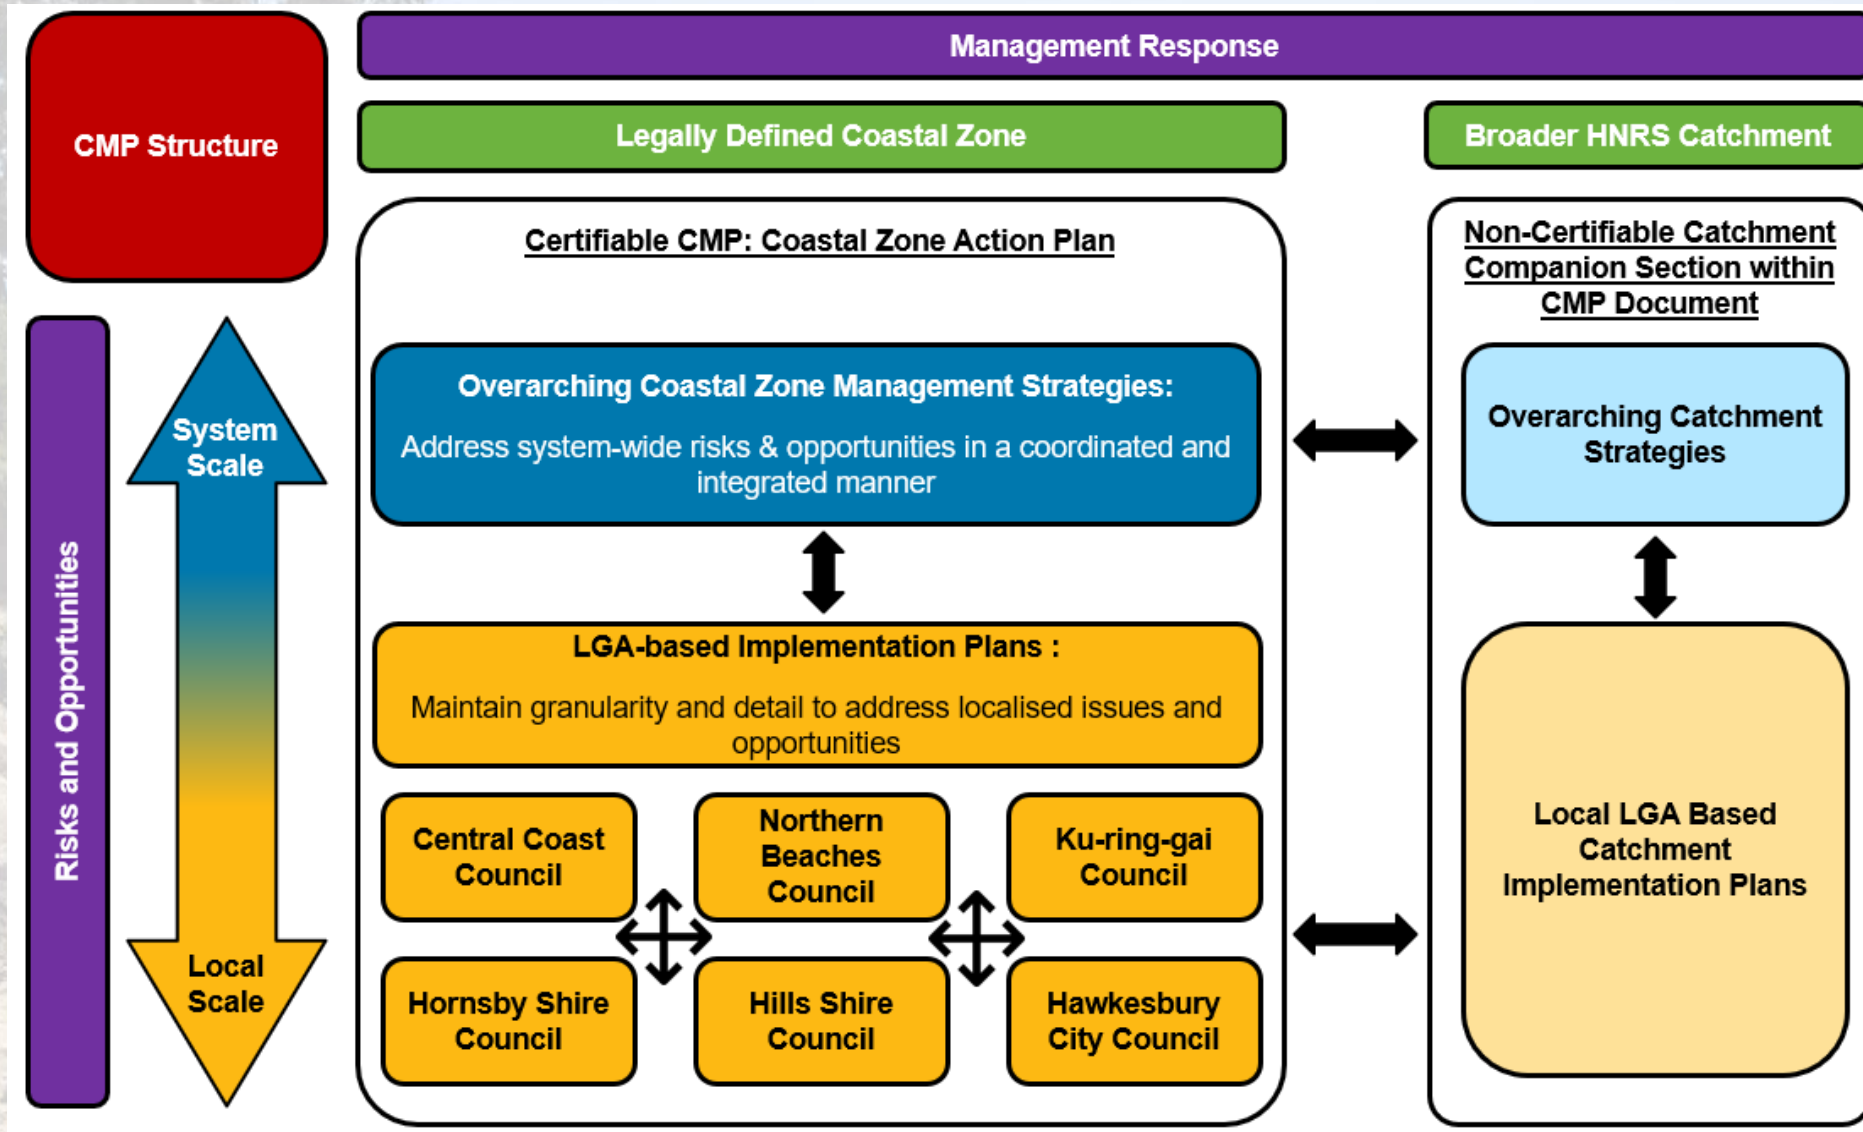 CMP Structure
Management Response
Legally Defined Coastal Zone
Broader HNRS Catchment
Risks and Opportunities
System
Scale
Local
Scale
Certifiable CMP: Coastal Zone Action Plan
Overarching Coastal Zone Management Strategies:
Address system-wide risks & opportunities in a coordinated and
integrated manner
LGA-based Implementation Plans :
Maintain granularity and detail to address localised issues and
opportunities
Central Coast
Council
Northern
Beaches
Council
Ku-ring-gai
Council
Hornsby Shire
Council
Hills Shire
Council
Hawkesbury
City Council
Non-Certifiable Catchment
Companion Section within
CMP Document
Overarching Catchment
Strategies
Local LGA Based
Catchment
Implementation Plans